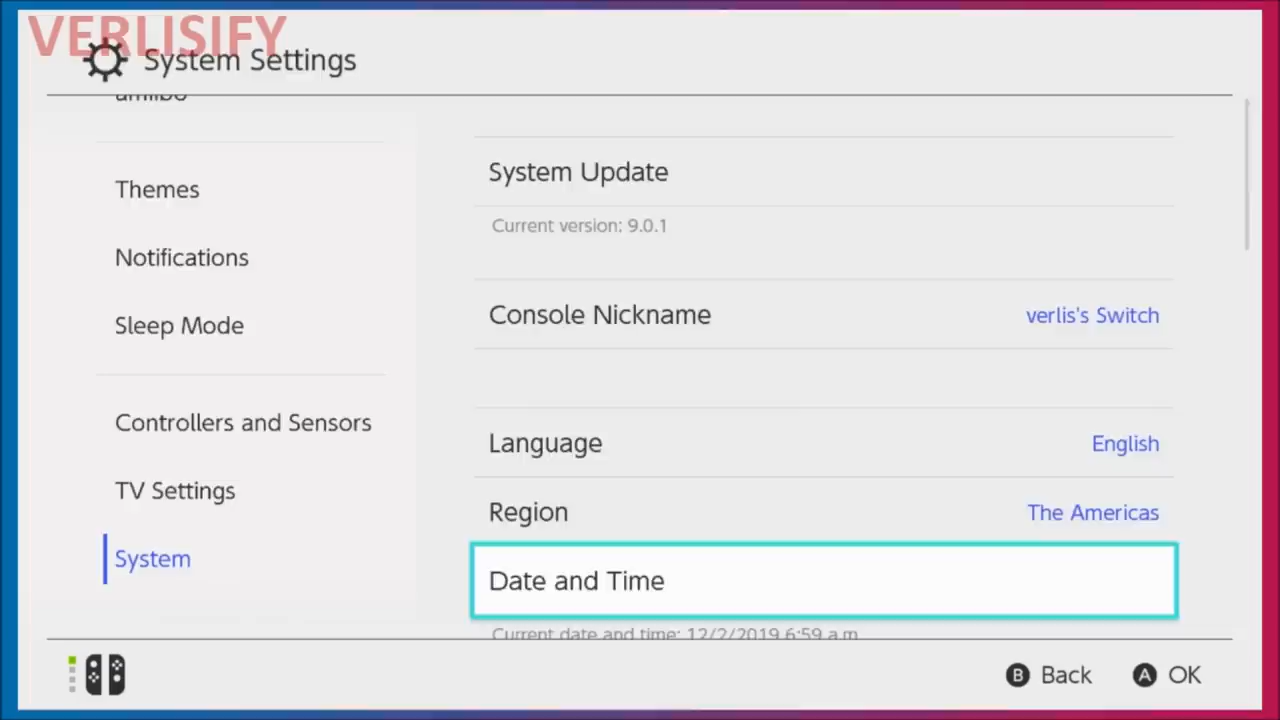 VERLISIFY
System Settings
amiibo
Themes
Notifications
Sleep Mode
Controllers and Sensors
TV Settings
System
System Update
Current version: 9.0.1
Console Nickname verlis's Switch
Language English
Region The Americas
Date and Time
Current date and time: 12/2/2019 6:59 a.m.
B Back A OK